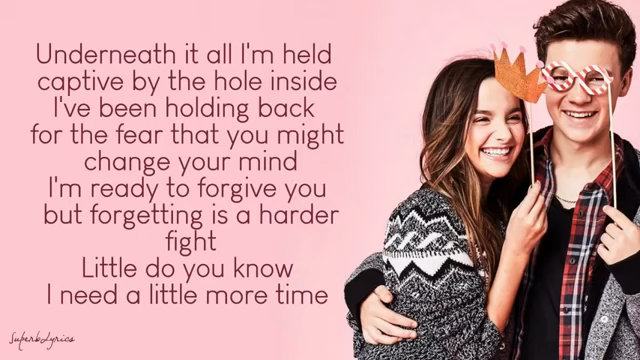 Underneath it all I'm held
captive by the hole inside
I've been holding back
for the fear that you might
change your mind
I'm ready to forgive you
but forgetting is a harder
fight
Little do you know
I need a little more time
SuperbLyrics